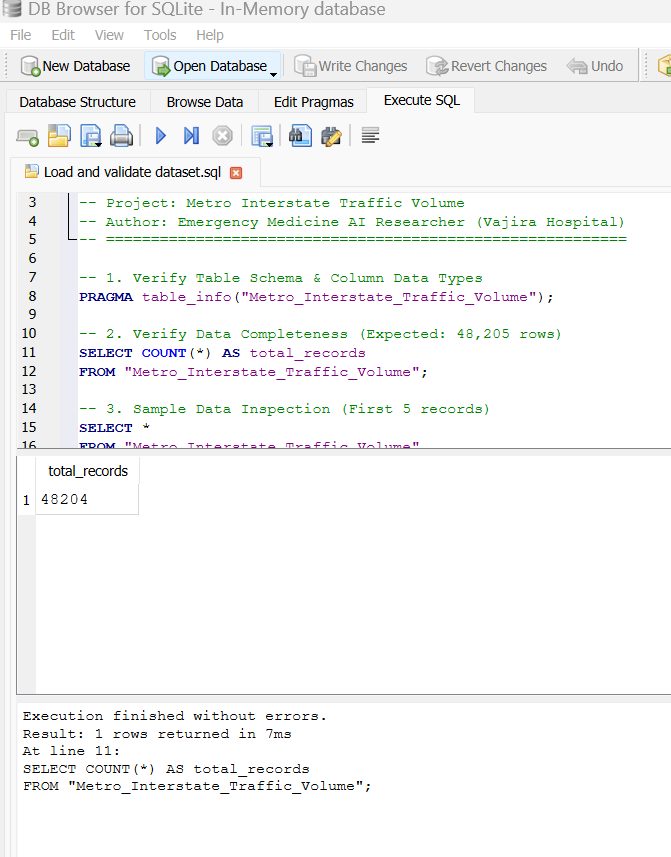 DB Browser for SQLite - In-Memory database
File Edit View Tools Help
New Database Open Database Write Changes Revert Changes Undo
Database Structure Browse Data Edit Pragmas Execute SQL
Load and validate dataset.sql
3 -- Project: Metro Interstate Traffic Volume
4 -- Author: Emergency Medicine AI Researcher (Vajira Hospital)
5 -- ==========================================================
6
7 -- 1. Verify Table Schema & Column Data Types
8 PRAGMA table_info("Metro_Interstate_Traffic_Volume");
9
10 -- 2. Verify Data Completeness (Expected: 48,205 rows)
11 SELECT COUNT(*) AS total_records
12 FROM "Metro_Interstate_Traffic_Volume";
13
14 -- 3. Sample Data Inspection (First 5 records)
15 SELECT *
16 FROM "Metro_Interstate_Traffic_Volume"
total_records
1 48204
Execution finished without errors.
Result: 1 rows returned in 7ms
At line 11:
SELECT COUNT(*) AS total_records
FROM "Metro_Interstate_Traffic_Volume";